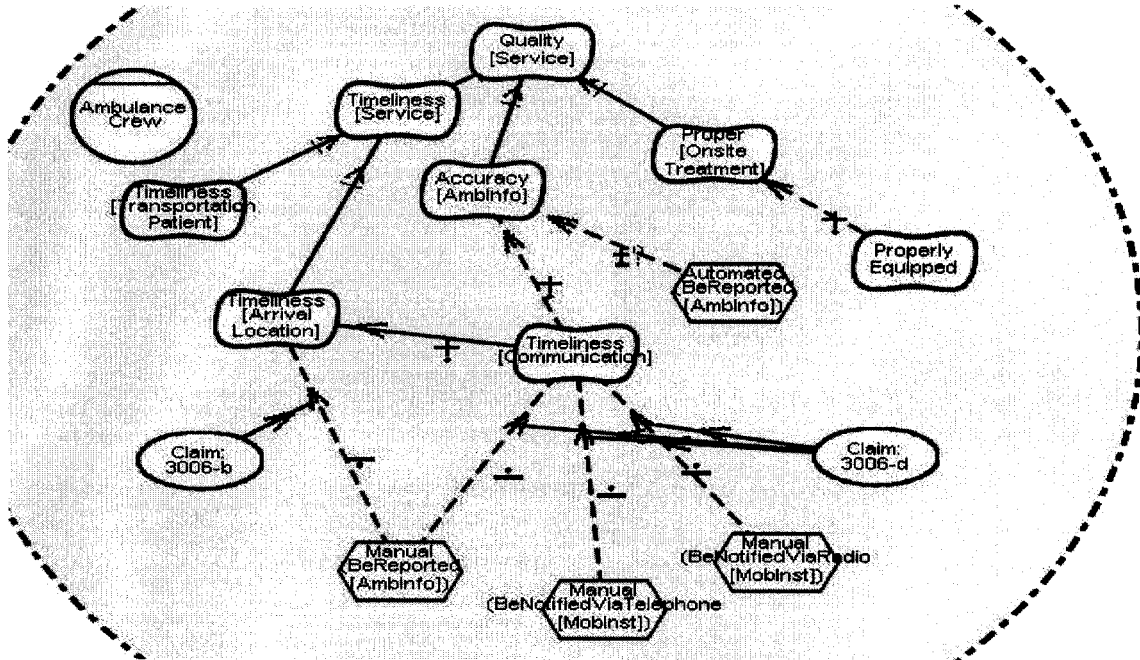 Quality
[Service]
Ambulance
Crew
Timeliness
[Service]
Proper
[Onsite
Treatment]
Timeliness
[Transportation
Patient]
Accuracy
[AmbInfo]
Properly
Equipped
Automated
(BeReported
[AmbInfo])
Timeliness
[Arrival
Location]
Timeliness
[Communication]
Claim:
3006-b
Claim:
3006-d
Manual
(BeReported
[AmbInfo])
Manual
(BeNotifiedViaTelephone
[MobInst])
Manual
(BeNotifiedViaRadio
[MobInst])